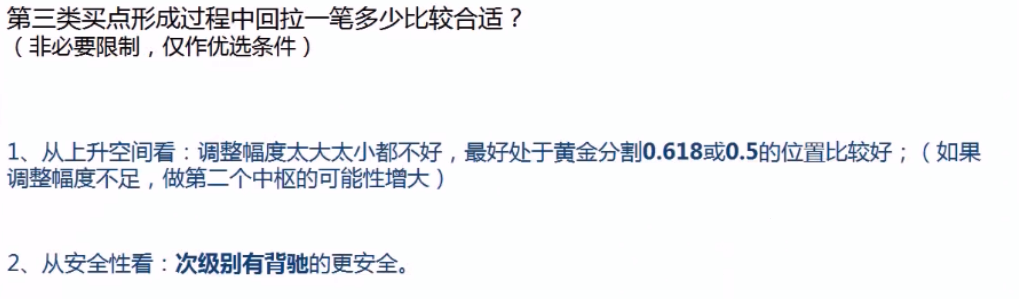 第三类买点形成过程中回拉一笔多少比较合适？
（非必要限制，仅作优选条件）
1、从上升空间看：调整幅度太大太小都不好，最好处于黄金分割0.618或0.5的位置比较好；（如果
调整幅度不足，做第二个中枢的可能性增大）
2、从安全性看：次级别有背驰的更安全。